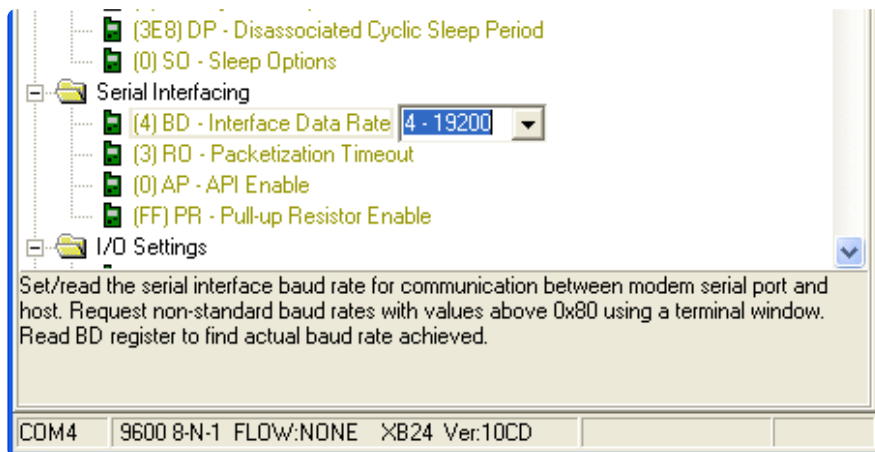 (3E8) DP - Disassociated Cyclic Sleep Period
(0) SO - Sleep Options
Serial Interfacing
(4) BD - Interface Data Rate 4 - 19200
(3) RO - Packetization Timeout
(0) AP - API Enable
(FF) PR - Pull-up Resistor Enable
I/O Settings
Set/read the serial interface baud rate for communication between modem serial port and
host. Request non-standard baud rates with values above 0x80 using a terminal window.
Read BD register to find actual baud rate achieved.
COM4 9600 8-N-1 FLOW:NONE XB24 Ver:10CD